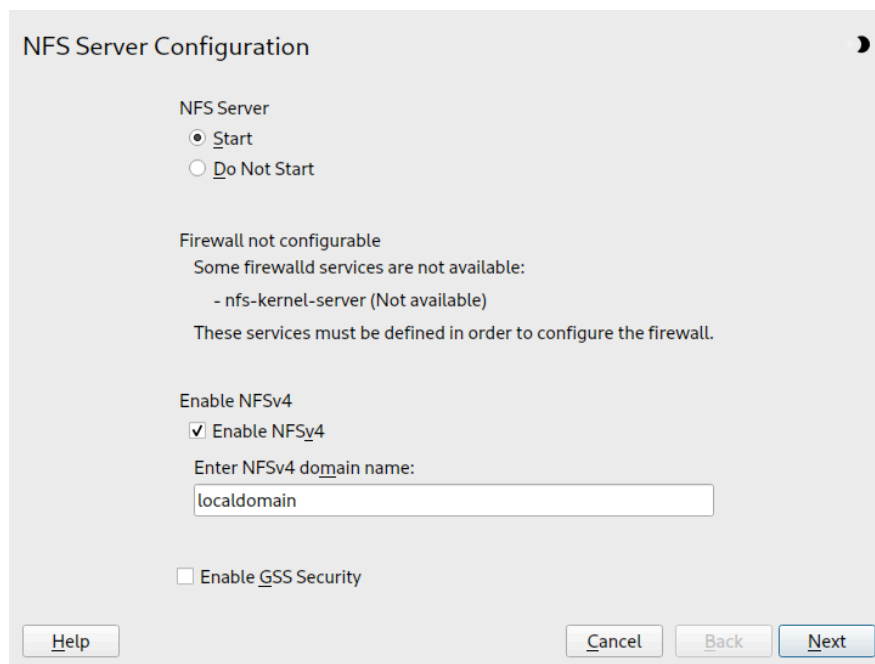 NFS Server Configuration
NFS Server
Start
Do Not Start
Firewall not configurable
Some firewalld services are not available:
- nfs-kernel-server (Not available)
These services must be defined in order to configure the firewall.
Enable NFSv4
Enable NFSv4
Enter NFSv4 domain name:
localdomain
Enable GSS Security
Help Cancel Back Next